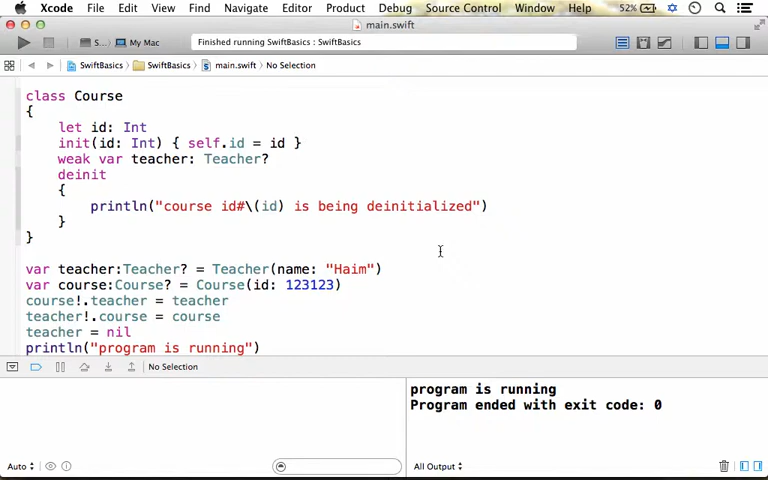 Xcode File Edit View Find Navigate Editor Product Debug Source Control Window Help 52%
main.swift
S... My Mac Finished running SwiftBasics : SwiftBasics
SwiftBasics SwiftBasics main.swift No Selection
class Course
{
let id: Int
init(id: Int) { self.id = id }
weak var teacher: Teacher?
deinit
{
println("course id#\(id) is being deinitialized")
}
}
var teacher:Teacher? = Teacher(name: "Haim")
var course:Course? = Course(id: 123123)
course!.teacher = teacher
teacher!.course = course
teacher = nil
println("program is running")
No Selection
program is running
Program ended with exit code: 0
Auto
All Output